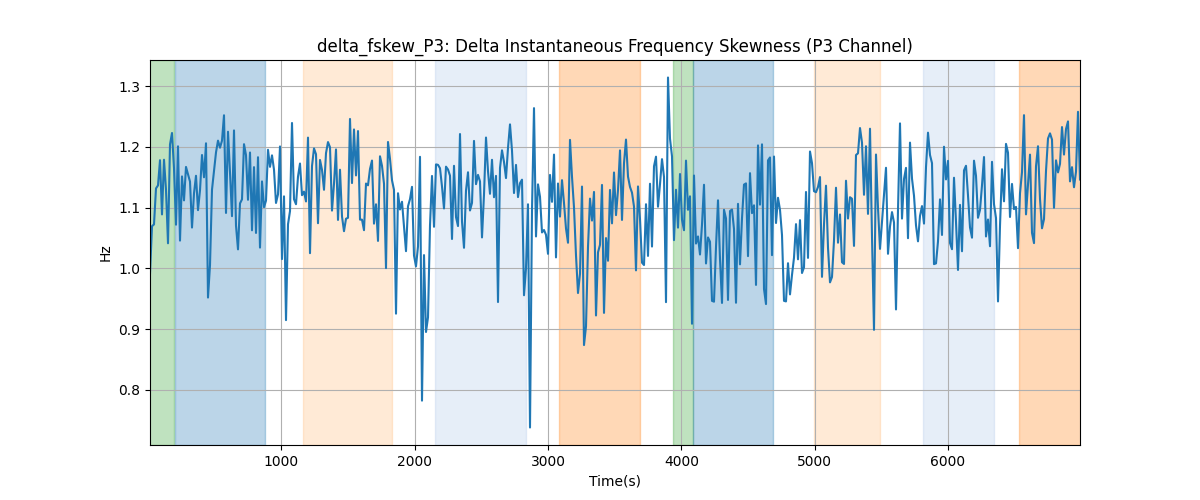 delta_fskew_P3: Delta Instantaneous Frequency Skewness (P3 Channel)
Hz
1.3
1.2
1.1
1.0
0.9
0.8
1000 2000 3000 4000 5000 6000
Time(s)